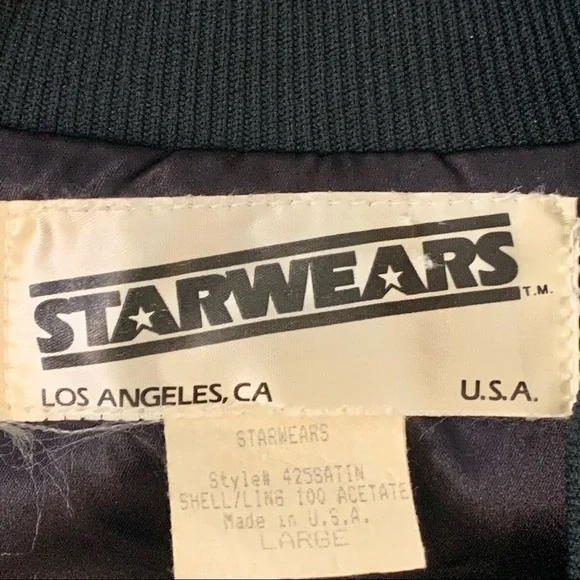 STARWEARS T.M.
LOS ANGELES, CA U.S.A.
STARWEARS
Style# 425SATIN
SHELL/LING 100 ACETATE
Made in U.S.A.
LARGE